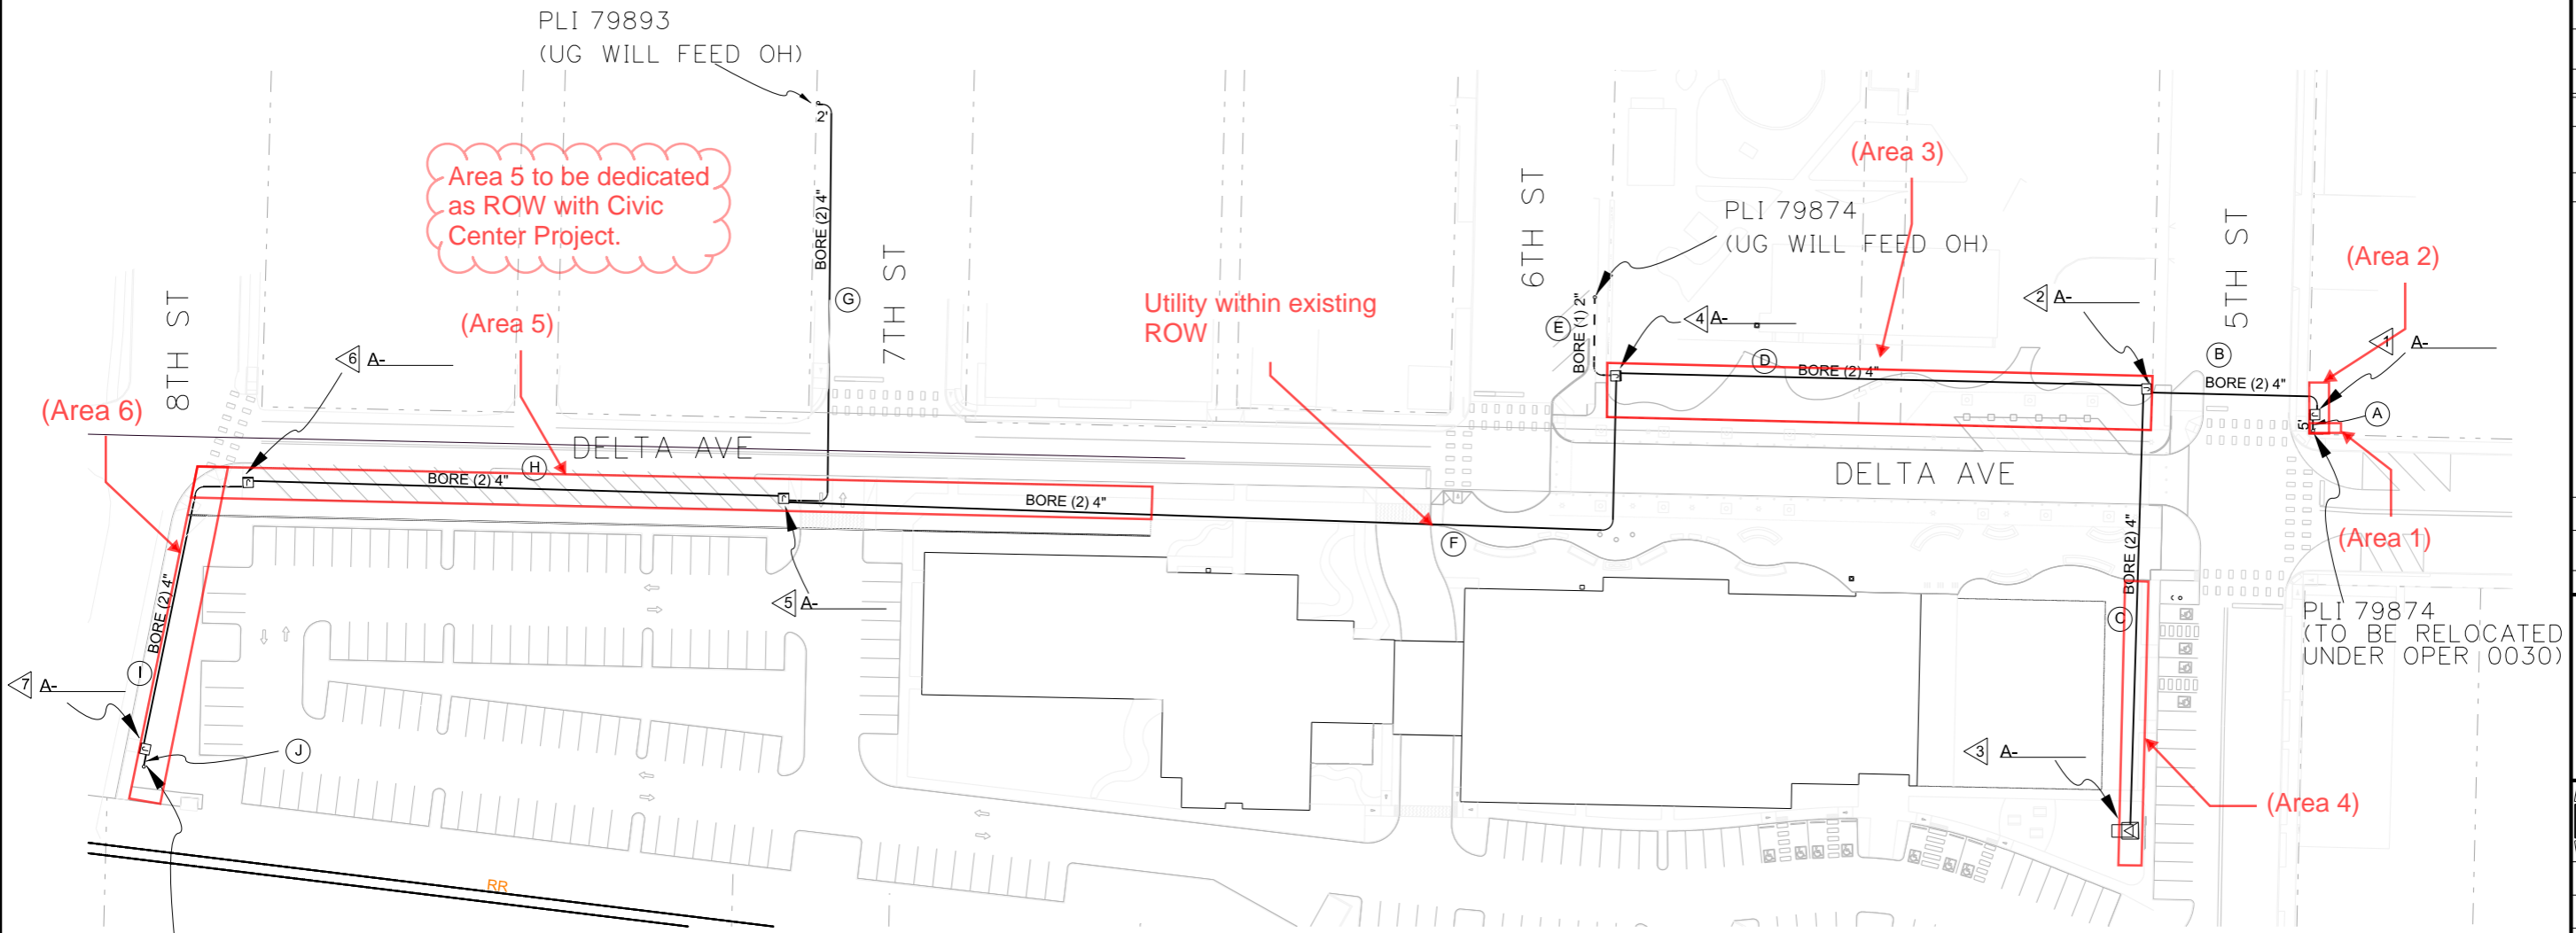 PLI 79893
(UG WILL FEED OH)
2'
Area 5 to be dedicated
as ROW with Civic
Center Project.
BORE (2) 4"
G
7TH ST
8TH ST
(Area 5)
6 A-
(Area 6)
DELTA AVE
H
BORE (2) 4"
BORE (2) 4"
Utility within existing
ROW
6TH ST
PLI 79874
(UG WILL FEED OH)
(Area 3)
E
BORE (1) 2"
4 A-
D
BORE (2) 4"
2 A-
5TH ST
B
BORE (2) 4"
(Area 2)
1 A-
A
5'
DELTA AVE
(Area 1)
F
BORE (2) 4"
C
PLI 79874
(TO BE RELOCATED
UNDER OPER 0030)
5 A-
BORE (2) 4"
I
7 A-
J
3 A-
(Area 4)
RR